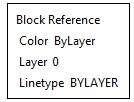 Block Reference
Color ByLayer
Layer 0
Linetype BYLAYER